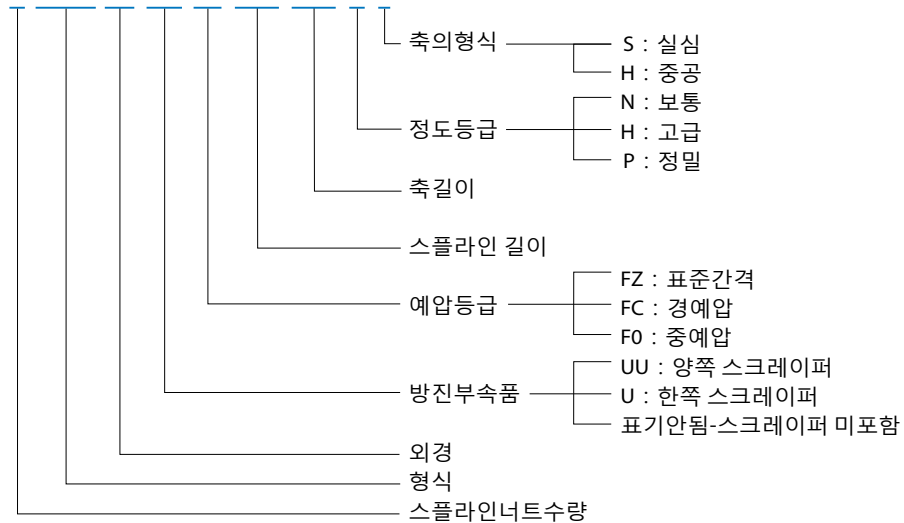 축의형식
S : 실심
H : 중공
N : 보통
정도등급
H : 고급
P : 정밀
축길이
스플라인 길이
FZ : 표준간격
예압등급
FC : 경예압
F0 : 중예압
UU : 양쪽 스크레이퍼
방진부속품
U : 한쪽 스크레이퍼
표기안됨-스크레이퍼 미포함
외경
형식
스플라인너트수량